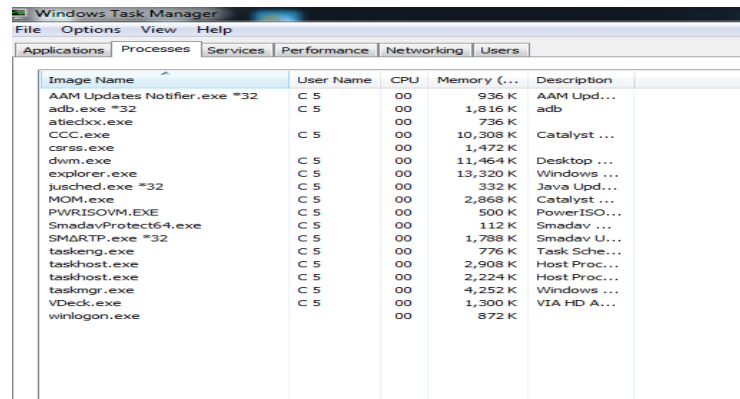 Windows Task Manager
File Options View Help
Applications Processes Services Performance Networking Users
Image Name User Name CPU Memory (... Description
AAM Updates Notifier.exe *32 C 5 00 936 K AAM Upd...
adb.exe *32 C 5 00 1,816 K adb
atieclxx.exe 00 736 K
CCC.exe C 5 00 10,308 K Catalyst ...
csrss.exe 00 1,472 K
dwm.exe C 5 00 11,464 K Desktop ...
explorer.exe C 5 00 13,320 K Windows ...
jusched.exe *32 C 5 00 332 K Java Upd...
MOM.exe C 5 00 2,868 K Catalyst ...
PWRISOVM.EXE C 5 00 500 K PowerISO...
SmadavProtect64.exe C 5 00 112 K Smadav ...
SM∆RTP.exe *32 C 5 00 1,788 K Smadav U...
taskeng.exe C 5 00 776 K Task Sche...
taskhost.exe C 5 00 2,908 K Host Proc...
taskhost.exe C 5 00 2,224 K Host Proc...
taskmgr.exe C 5 00 4,252 K Windows ...
VDeck.exe C 5 00 1,300 K VIA HD A...
winlogon.exe 00 872 K